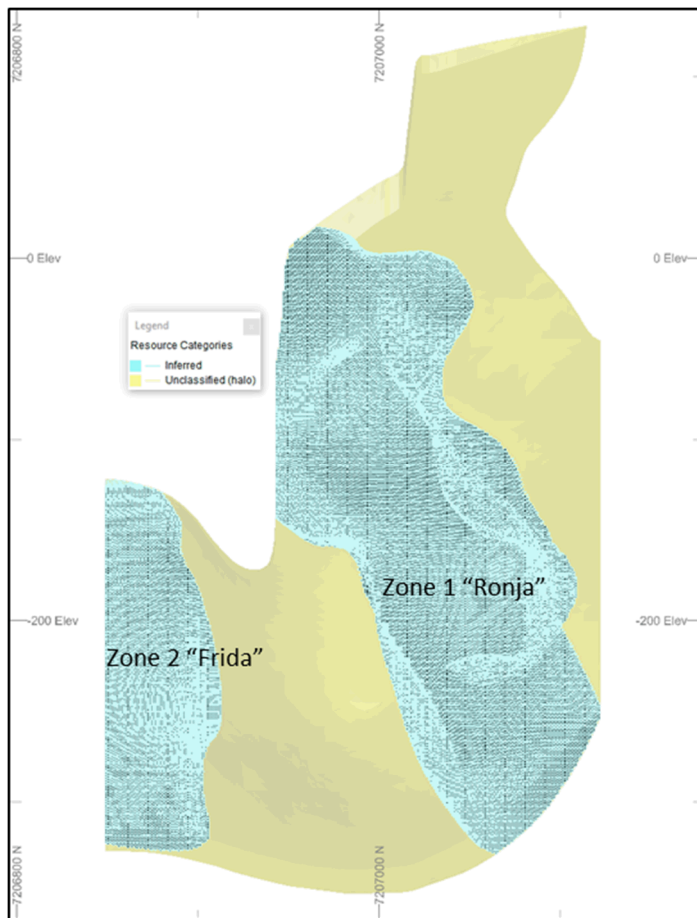 7206800 N
7207000 N
0 Elev
0 Elev
Legend
x
Resource Categories
Inferred
Unclassified (halo)
Zone 1 "Ronja"
-200 Elev
-200 Elev
Zone 2 "Frida"
7206800 N
7207000 N